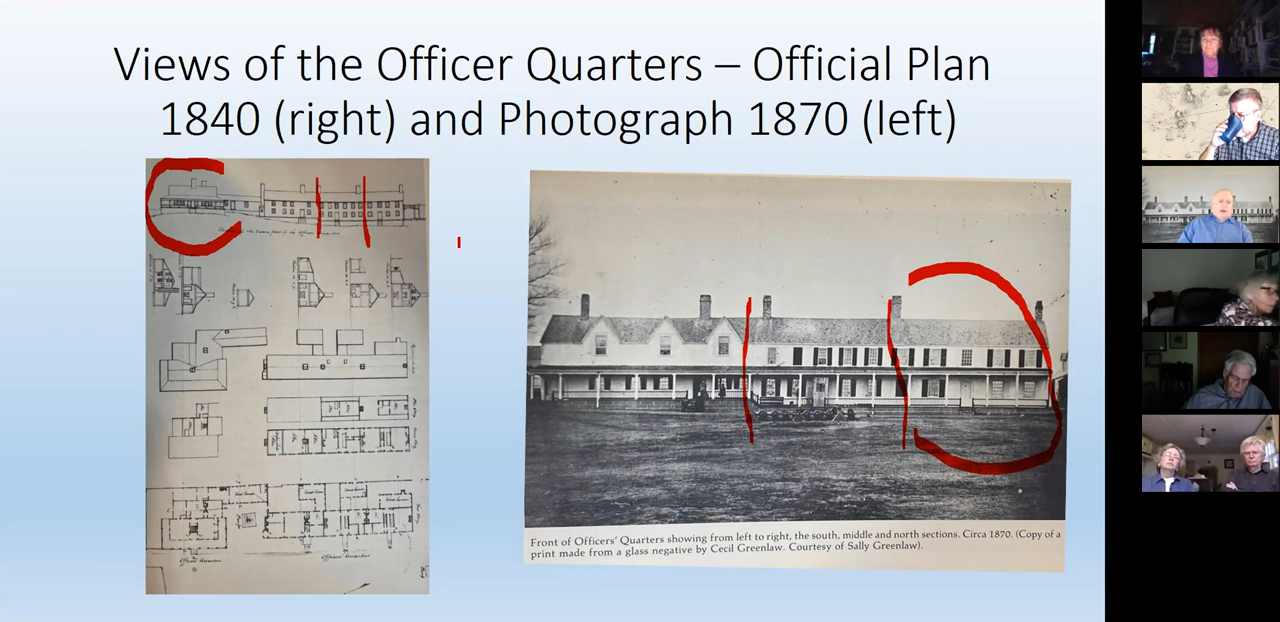 Views of the Officer Quarters – Official Plan
1840 (right) and Photograph 1870 (left)
Officers Quarters
Front of Officers' Quarters showing from left to right, the south, middle and north sections. Circa 1870. (Copy of a
print made from a glass negative by Cecil Greenlaw. Courtesy of Sally Greenlaw).